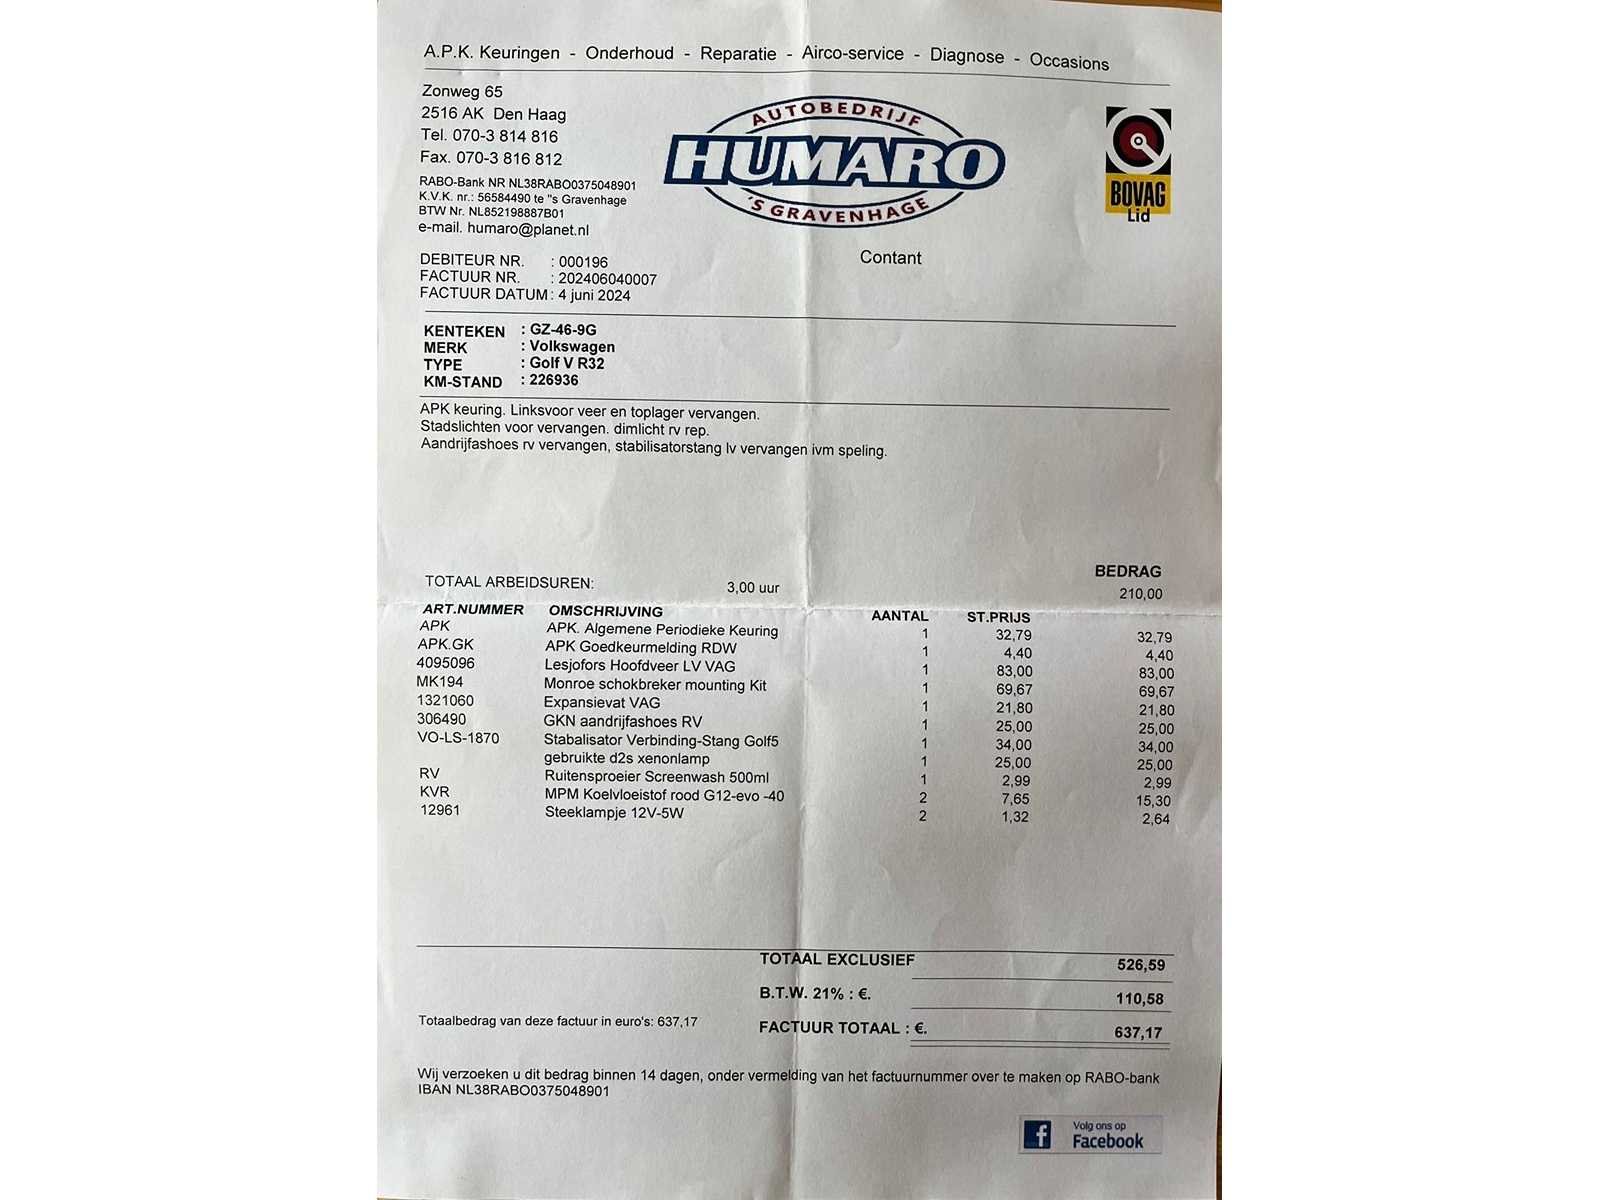 A.P.K. Keuringen - Onderhoud - Reparatie - Airco-service - Diagnose - Occasions
Zonweg 65
2516 AK Den Haag
Tel. 070-3 814 816
Fax. 070-3 816 812
RABO-Bank NR NL38RABO0375048901
K.V.K. nr.: 56584490 te "s Gravenhage
BTW Nr. NL852198887B01
e-mail. humaro@planet.nl
AUTOBEDRIJF
HUMARO
'S GRAVENHAGE
BOVAG
Lid
Contant
DEBITEUR NR. : 000196
FACTUUR NR. : 202406040007
FACTUUR DATUM : 4 juni 2024
KENTEKEN : GZ-46-9G
MERK : Volkswagen
TYPE : Golf V R32
KM-STAND : 226936
APK keuring. Linksvoor veer en toplager vervangen.
Stadslichten voor vervangen. dimlicht rv rep.
Aandrijfashoes rv vervangen, stabilisatorstang lv vervangen ivm speling.
BEDRAG
TOTAAL ARBEIDSUREN: 3,00 uur 210,00
ART.NUMMER OMSCHRIJVING AANTAL ST.PRIJS
APK APK. Algemene Periodieke Keuring 1 32,79 32,79
APK.GK APK Goedkeurmelding RDW 1 4,40 4,40
4095096 Lesjofors Hoofdveer LV VAG 1 83,00 83,00
MK194 Monroe schokbreker mounting Kit 1 69,67 69,67
1321060 Expansievat VAG 1 21,80 21,80
306490 GKN aandrijfashoes RV 1 25,00 25,00
VO-LS-1870 Stabalisator Verbinding-Stang Golf5 1 34,00 34,00
gebruikte d2s xenonlamp 1 25,00 25,00
RV Ruitensproeier Screenwash 500ml 1 2,99 2,99
KVR MPM Koelvloeistof rood G12-evo -40 2 7,65 15,30
12961 Steeklampje 12V-5W 2 1,32 2,64
TOTAAL EXCLUSIEF 526,59
B.T.W. 21% : €. 110,58
Totaalbedrag van deze factuur in euro's: 637,17 FACTUUR TOTAAL : €. 637,17
Wij verzoeken u dit bedrag binnen 14 dagen, onder vermelding van het factuurnummer over te maken op RABO-bank
IBAN NL38RABO0375048901
f
Volg ons op
Facebook